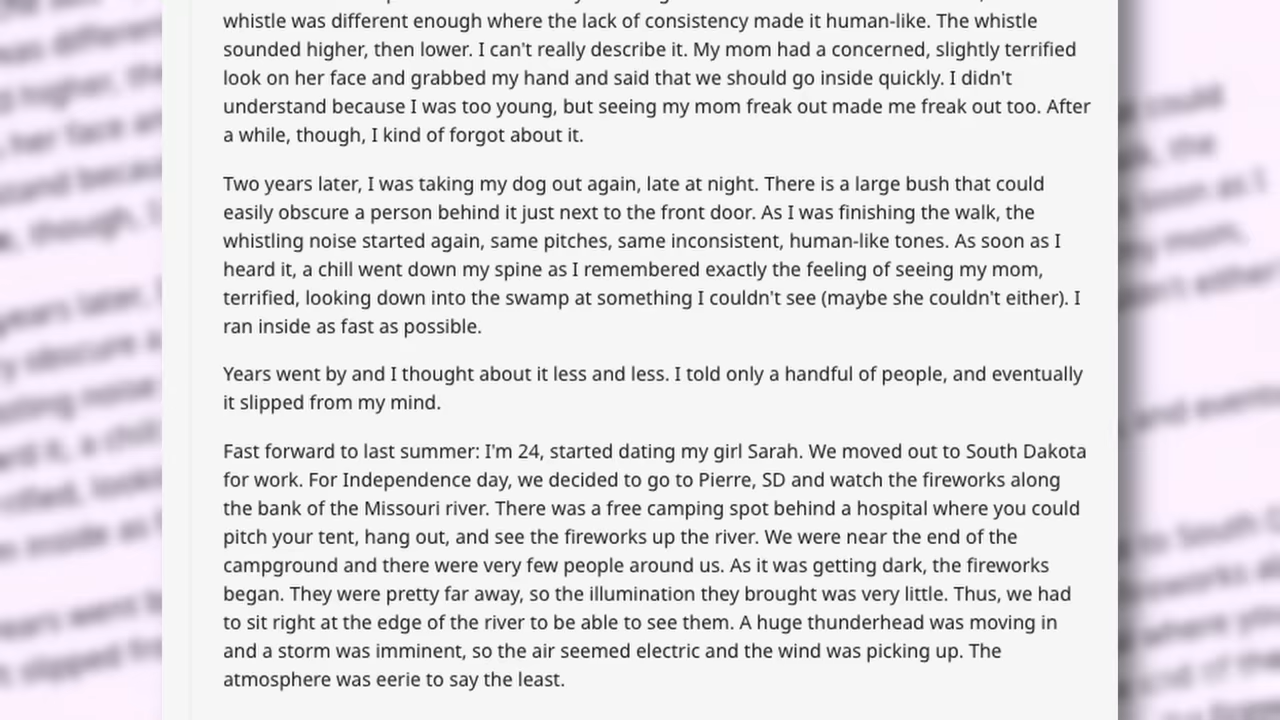 whistle was different enough where the lack of consistency made it human-like. The whistle
sounded higher, then lower. I can't really describe it. My mom had a concerned, slightly terrified
look on her face and grabbed my hand and said that we should go inside quickly. I didn't
understand because I was too young, but seeing my mom freak out made me freak out too. After
a while, though, I kind of forgot about it.
Two years later, I was taking my dog out again, late at night. There is a large bush that could
easily obscure a person behind it just next to the front door. As I was finishing the walk, the
whistling noise started again, same pitches, same inconsistent, human-like tones. As soon as I
heard it, a chill went down my spine as I remembered exactly the feeling of seeing my mom,
terrified, looking down into the swamp at something I couldn't see (maybe she couldn't either). I
ran inside as fast as possible.
Years went by and I thought about it less and less. I told only a handful of people, and eventually
it slipped from my mind.
Fast forward to last summer: I'm 24, started dating my girl Sarah. We moved out to South Dakota
for work. For Independence day, we decided to go to Pierre, SD and watch the fireworks along
the bank of the Missouri river. There was a free camping spot behind a hospital where you could
pitch your tent, hang out, and see the fireworks up the river. We were near the end of the
campground and there were very few people around us. As it was getting dark, the fireworks
began. They were pretty far away, so the illumination they brought was very little. Thus, we had
to sit right at the edge of the river to be able to see them. A huge thunderhead was moving in
and a storm was imminent, so the air seemed electric and the wind was picking up. The
atmosphere was eerie to say the least.